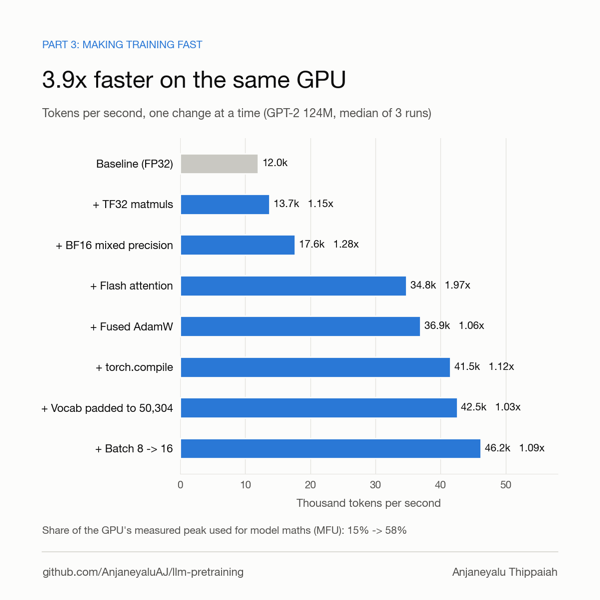 PART 3: MAKING TRAINING FAST
3.9x faster on the same GPU
Tokens per second, one change at a time (GPT-2 124M, median of 3 runs)
Baseline (FP32) 12.0k
+ TF32 matmuls 13.7k 1.15x
+ BF16 mixed precision 17.6k 1.28x
+ Flash attention 34.8k 1.97x
+ Fused AdamW 36.9k 1.06x
+ torch.compile 41.5k 1.12x
+ Vocab padded to 50,304 42.5k 1.03x
+ Batch 8 -> 16 46.2k 1.09x
0 10 20 30 40 50
Thousand tokens per second
Share of the GPU's measured peak used for model maths (MFU): 15% -> 58%
github.com/AnjaneyaluAJ/llm-pretraining Anjaneyalu Thippaiah